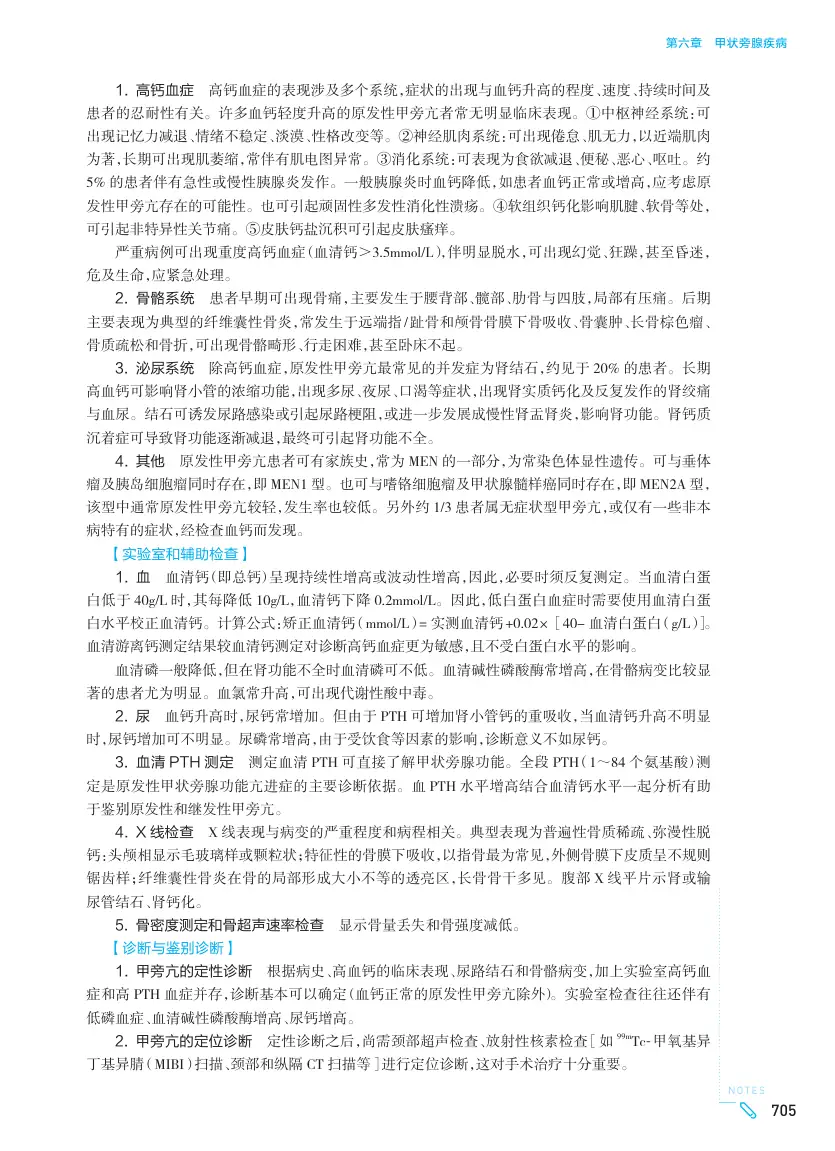 第六章 甲状旁腺疾病
1. 高钙血症 高钙血症的表现涉及多个系统,症状的出现与血钙升高的程度、速度、持续时间及
患者的忍耐性有关。许多血钙轻度升高的原发性甲旁亢者常无明显临床表现。①中枢神经系统:可
出现记忆力减退、情绪不稳定、淡漠、性格改变等。②神经肌肉系统:可出现倦怠、肌无力,以近端肌肉
为著,长期可出现肌萎缩,常伴有肌电图异常。③消化系统:可表现为食欲减退、便秘、恶心、呕吐。约
5% 的患者伴有急性或慢性胰腺炎发作。一般胰腺炎时血钙降低,如患者血钙正常或增高,应考虑原
发性甲旁亢存在的可能性。也可引起顽固性多发性消化性溃疡。④软组织钙化影响肌腱、软骨等处,
可引起非特异性关节痛。⑤皮肤钙盐沉积可引起皮肤瘙痒。
严重病例可出现重度高钙血症(血清钙>3.5mmol/L),伴明显脱水,可出现幻觉、狂躁,甚至昏迷,
危及生命,应紧急处理。
2. 骨骼系统 患者早期可出现骨痛,主要发生于腰背部、髋部、肋骨与四肢,局部有压痛。后期
主要表现为典型的纤维囊性骨炎,常发生于远端指/趾骨和颅骨骨膜下骨吸收、骨囊肿、长骨棕色瘤、
骨质疏松和骨折,可出现骨骼畸形、行走困难,甚至卧床不起。
3. 泌尿系统 除高钙血症,原发性甲旁亢最常见的并发症为肾结石,约见于 20% 的患者。长期
高血钙可影响肾小管的浓缩功能,出现多尿、夜尿、口渴等症状,出现肾实质钙化及反复发作的肾绞痛
与血尿。结石可诱发尿路感染或引起尿路梗阻,或进一步发展成慢性肾盂肾炎,影响肾功能。肾钙质
沉着症可导致肾功能逐渐减退,最终可引起肾功能不全。
4. 其他 原发性甲旁亢患者可有家族史,常为 MEN 的一部分,为常染色体显性遗传。可与垂体
瘤及胰岛细胞瘤同时存在,即 MEN1 型。也可与嗜铬细胞瘤及甲状腺髓样癌同时存在,即 MEN2A 型,
该型中通常原发性甲旁亢较轻,发生率也较低。另外约 1/3 患者属无症状型甲旁亢,或仅有一些非本
病特有的症状,经检查血钙而发现。
【实验室和辅助检查】
1. 血 血清钙(即总钙)呈现持续性增高或波动性增高,因此,必要时须反复测定。当血清白蛋
白低于 40g/L 时,其每降低 10g/L,血清钙下降 0.2mmol/L。因此,低白蛋白血症时需要使用血清白蛋
白水平校正血清钙。计算公式;矫正血清钙(mmol/L)= 实测血清钙 +0.02×[40- 血清白蛋白(g/L)]。
血清游离钙测定结果较血清钙测定对诊断高钙血症更为敏感,且不受白蛋白水平的影响。
血清磷一般降低,但在肾功能不全时血清磷可不低。血清碱性磷酸酶常增高,在骨骼病变比较显
著的患者尤为明显。血氯常升高,可出现代谢性酸中毒。
2. 尿 血钙升高时,尿钙常增加。但由于 PTH 可增加肾小管钙的重吸收,当血清钙升高不明显
时,尿钙增加可不明显。尿磷常增高,由于受饮食等因素的影响,诊断意义不如尿钙。
3. 血清 PTH 测定 测定血清 PTH 可直接了解甲状旁腺功能。全段 PTH(1~84 个氨基酸)测
定是原发性甲状旁腺功能亢进症的主要诊断依据。血 PTH 水平增高结合血清钙水平一起分析有助
于鉴别原发性和继发性甲旁亢。
4. X 线检查 X 线表现与病变的严重程度和病程相关。典型表现为普遍性骨质稀疏、弥漫性脱
钙:头颅相显示毛玻璃样或颗粒状;特征性的骨膜下吸收,以指骨最为常见,外侧骨膜下皮质呈不规则
锯齿样;纤维囊性骨炎在骨的局部形成大小不等的透亮区,长骨骨干多见。腹部 X 线平片示肾或输
尿管结石、肾钙化。
5. 骨密度测定和骨超声速率检查 显示骨量丢失和骨强度减低。
【诊断与鉴别诊断】
1. 甲旁亢的定性诊断 根据病史、高血钙的临床表现、尿路结石和骨骼病变,加上实验室高钙血
症和高 PTH 血症并存,诊断基本可以确定(血钙正常的原发性甲旁亢除外)。实验室检查往往还伴有
低磷血症、血清碱性磷酸酶增高、尿钙增高。
2. 甲旁亢的定位诊断 定性诊断之后,尚需颈部超声检查、放射性核素检查[如 ⁹⁹ᵐTc- 甲氧基异
丁基异腈(MIBI)扫描、颈部和纵隔 CT 扫描等]进行定位诊断,这对手术治疗十分重要。
NOTES
705